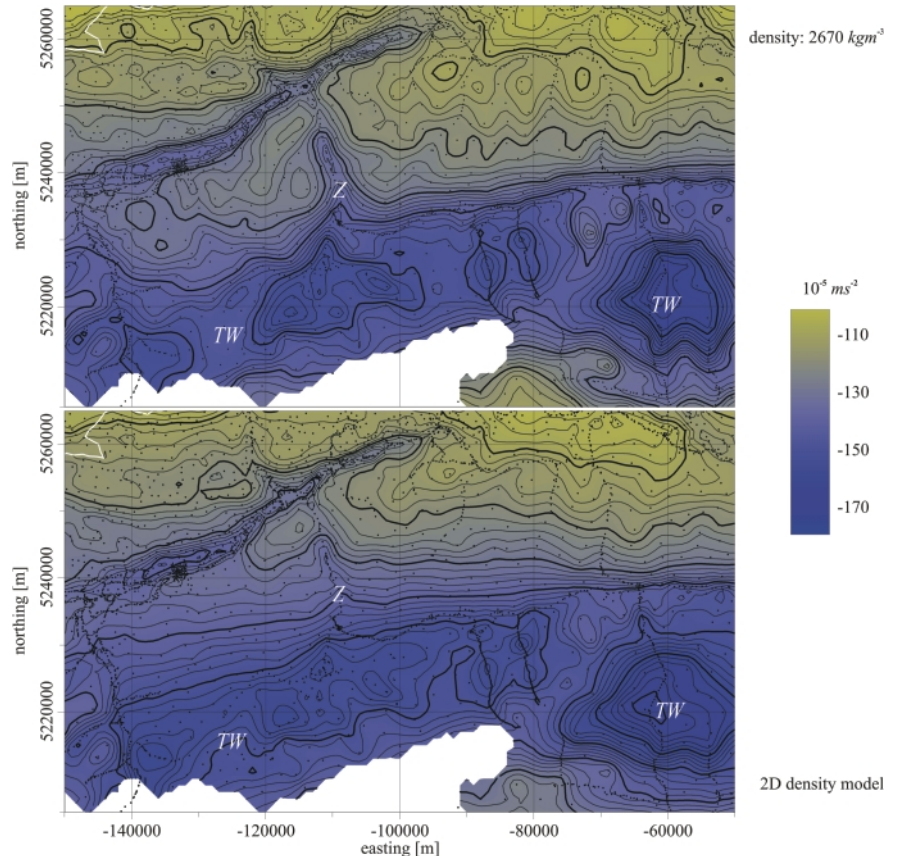 density: 2670 kgm⁻³
5260000
5240000
5220000
northing [m]
Z
TW
TW
10⁻⁵ ms⁻²
-110
-130
-150
-170
5260000
5240000
5220000
northing [m]
Z
TW
TW
2D density model
-140000
-120000
-100000
-80000
-60000
easting [m]